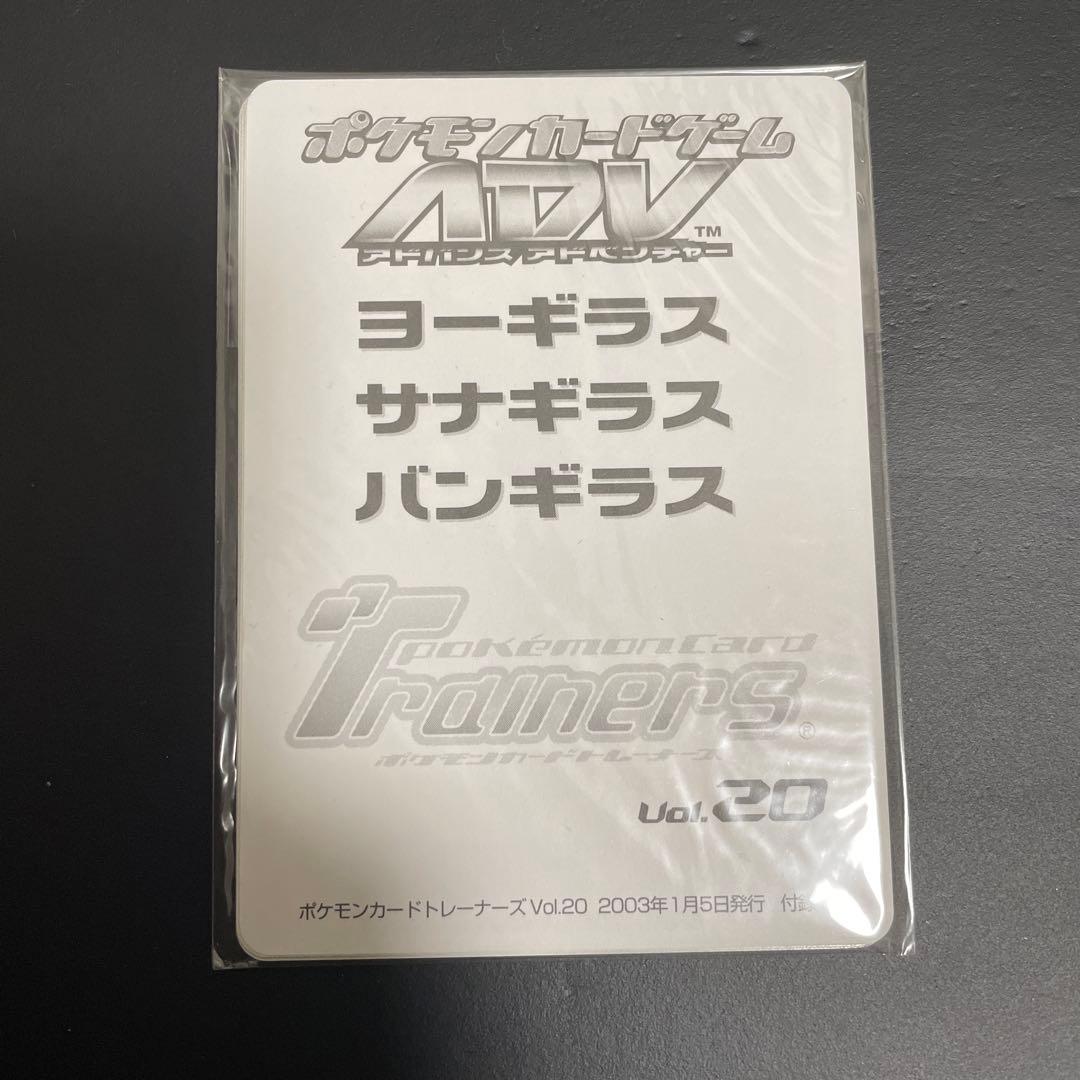 ポケモンカードゲーム
ADV™
アドバンスアドベンチャー
ヨーギラス
サナギラス
バンギラス
pokémon card
Trainers®
ポケモンカードトレーナーズ
Vol.20
ポケモンカードトレーナーズVol.20 2003年1月5日発行 付録